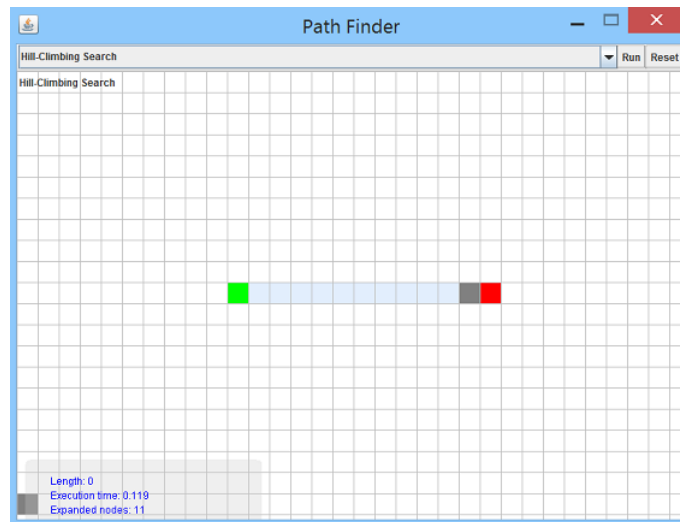 Path Finder
Hill-Climbing Search
Run Reset
Hill-Climbing Search
Length: 0
Execution time: 0.119
Expanded nodes: 11